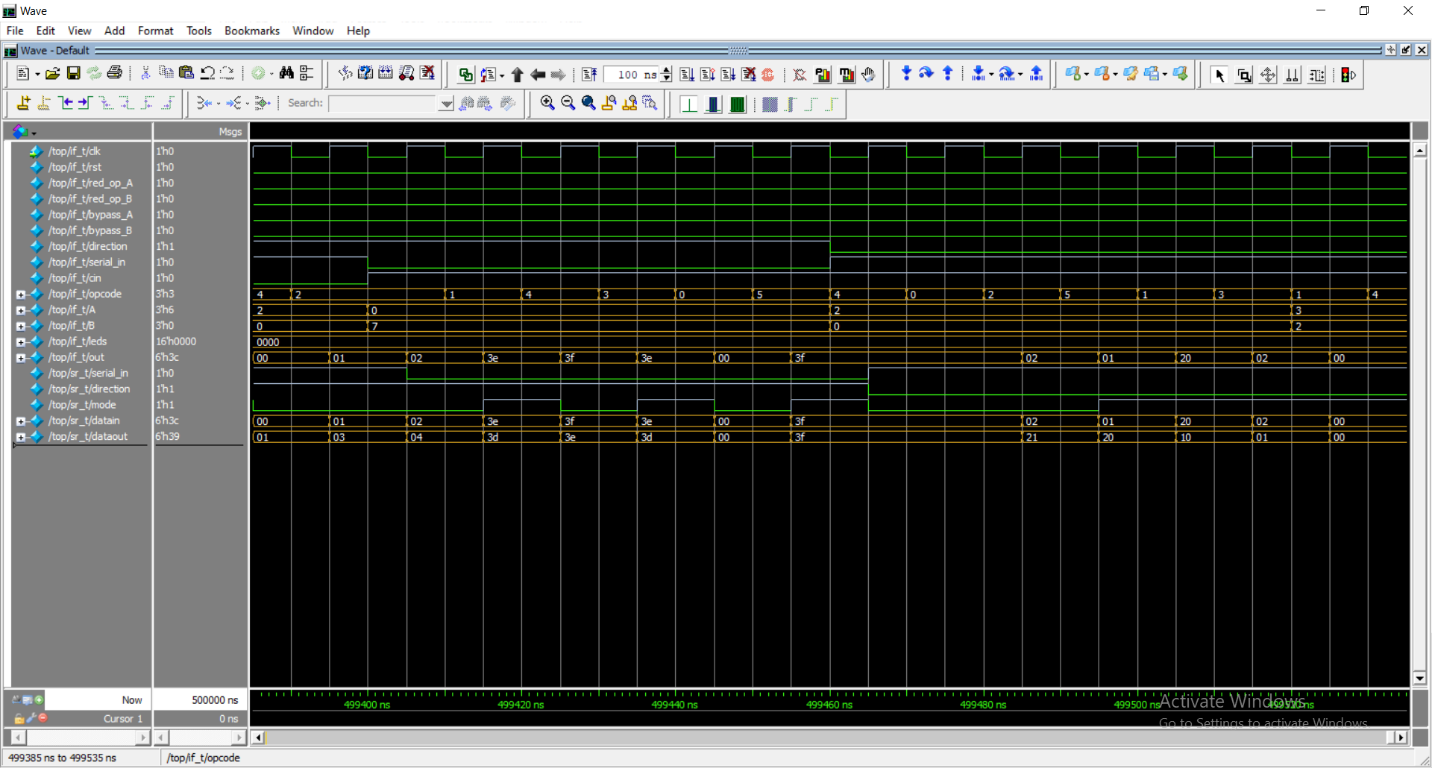 Wave
File Edit View Add Format Tools Bookmarks Window Help
Wave - Default
100 ns
Search:
Msgs
/top/if_t/clk 1'h0
/top/if_t/rst 1'h0
/top/if_t/red_op_A 1'h0
/top/if_t/red_op_B 1'h0
/top/if_t/bypass_A 1'h0
/top/if_t/bypass_B 1'h0
/top/if_t/direction 1'h1
/top/if_t/serial_in 1'h0
/top/if_t/cin 1'h0
/top/if_t/opcode 3'h3 4 2 1 4 3 0 5 4 0 2 5 1 3 1 4
/top/if_t/A 3'h6 2 0 2 3
/top/if_t/B 3'h0 0 7 0 2
/top/if_t/leds 16'h0000 0000
/top/if_t/out 6'h3c 00 01 02 3e 3f 3e 00 3f 02 01 20 02 00
/top/sr_t/serial_in 1'h0
/top/sr_t/direction 1'h1
/top/sr_t/mode 1'h1
/top/sr_t/datain 6'h3c 00 01 02 3e 3f 3e 00 3f 02 01 20 02 00
/top/sr_t/dataout 6'h39 01 03 04 3d 3e 3d 00 3f 21 20 10 01 00
Now 500000 ns
Cursor 1 0 ns
499400 ns 499420 ns 499440 ns 499460 ns 499480 ns 499500 ns
Activate Windows
Go to Settings to activate Windows.
499385 ns to 499535 ns /top/if_t/opcode